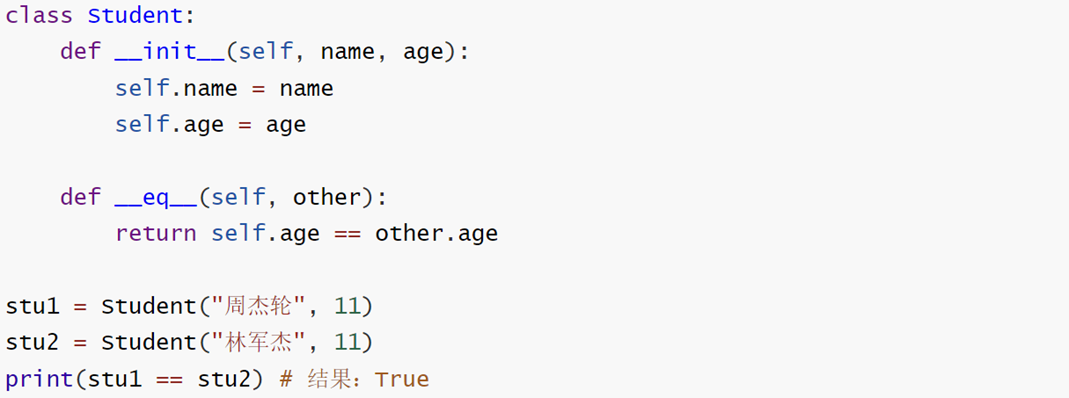 class Student:
    def __init__(self, name, age):
        self.name = name
        self.age = age
    def __eq__(self, other):
        return self.age == other.age
stu1 = Student("周杰轮", 11)
stu2 = Student("林军杰", 11)
print(stu1 == stu2) # 结果：True